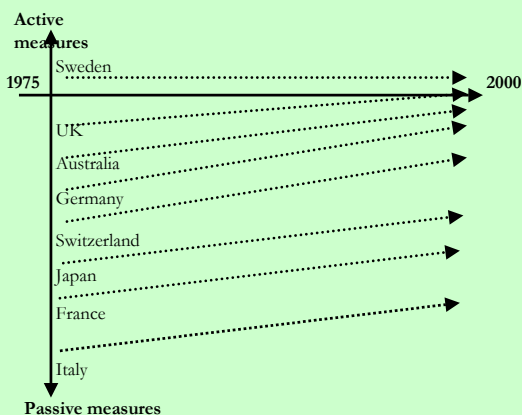 Active
measures
Sweden
1975
2000
UK
Australia
Germany
Switzerland
Japan
France
Italy
Passive measures